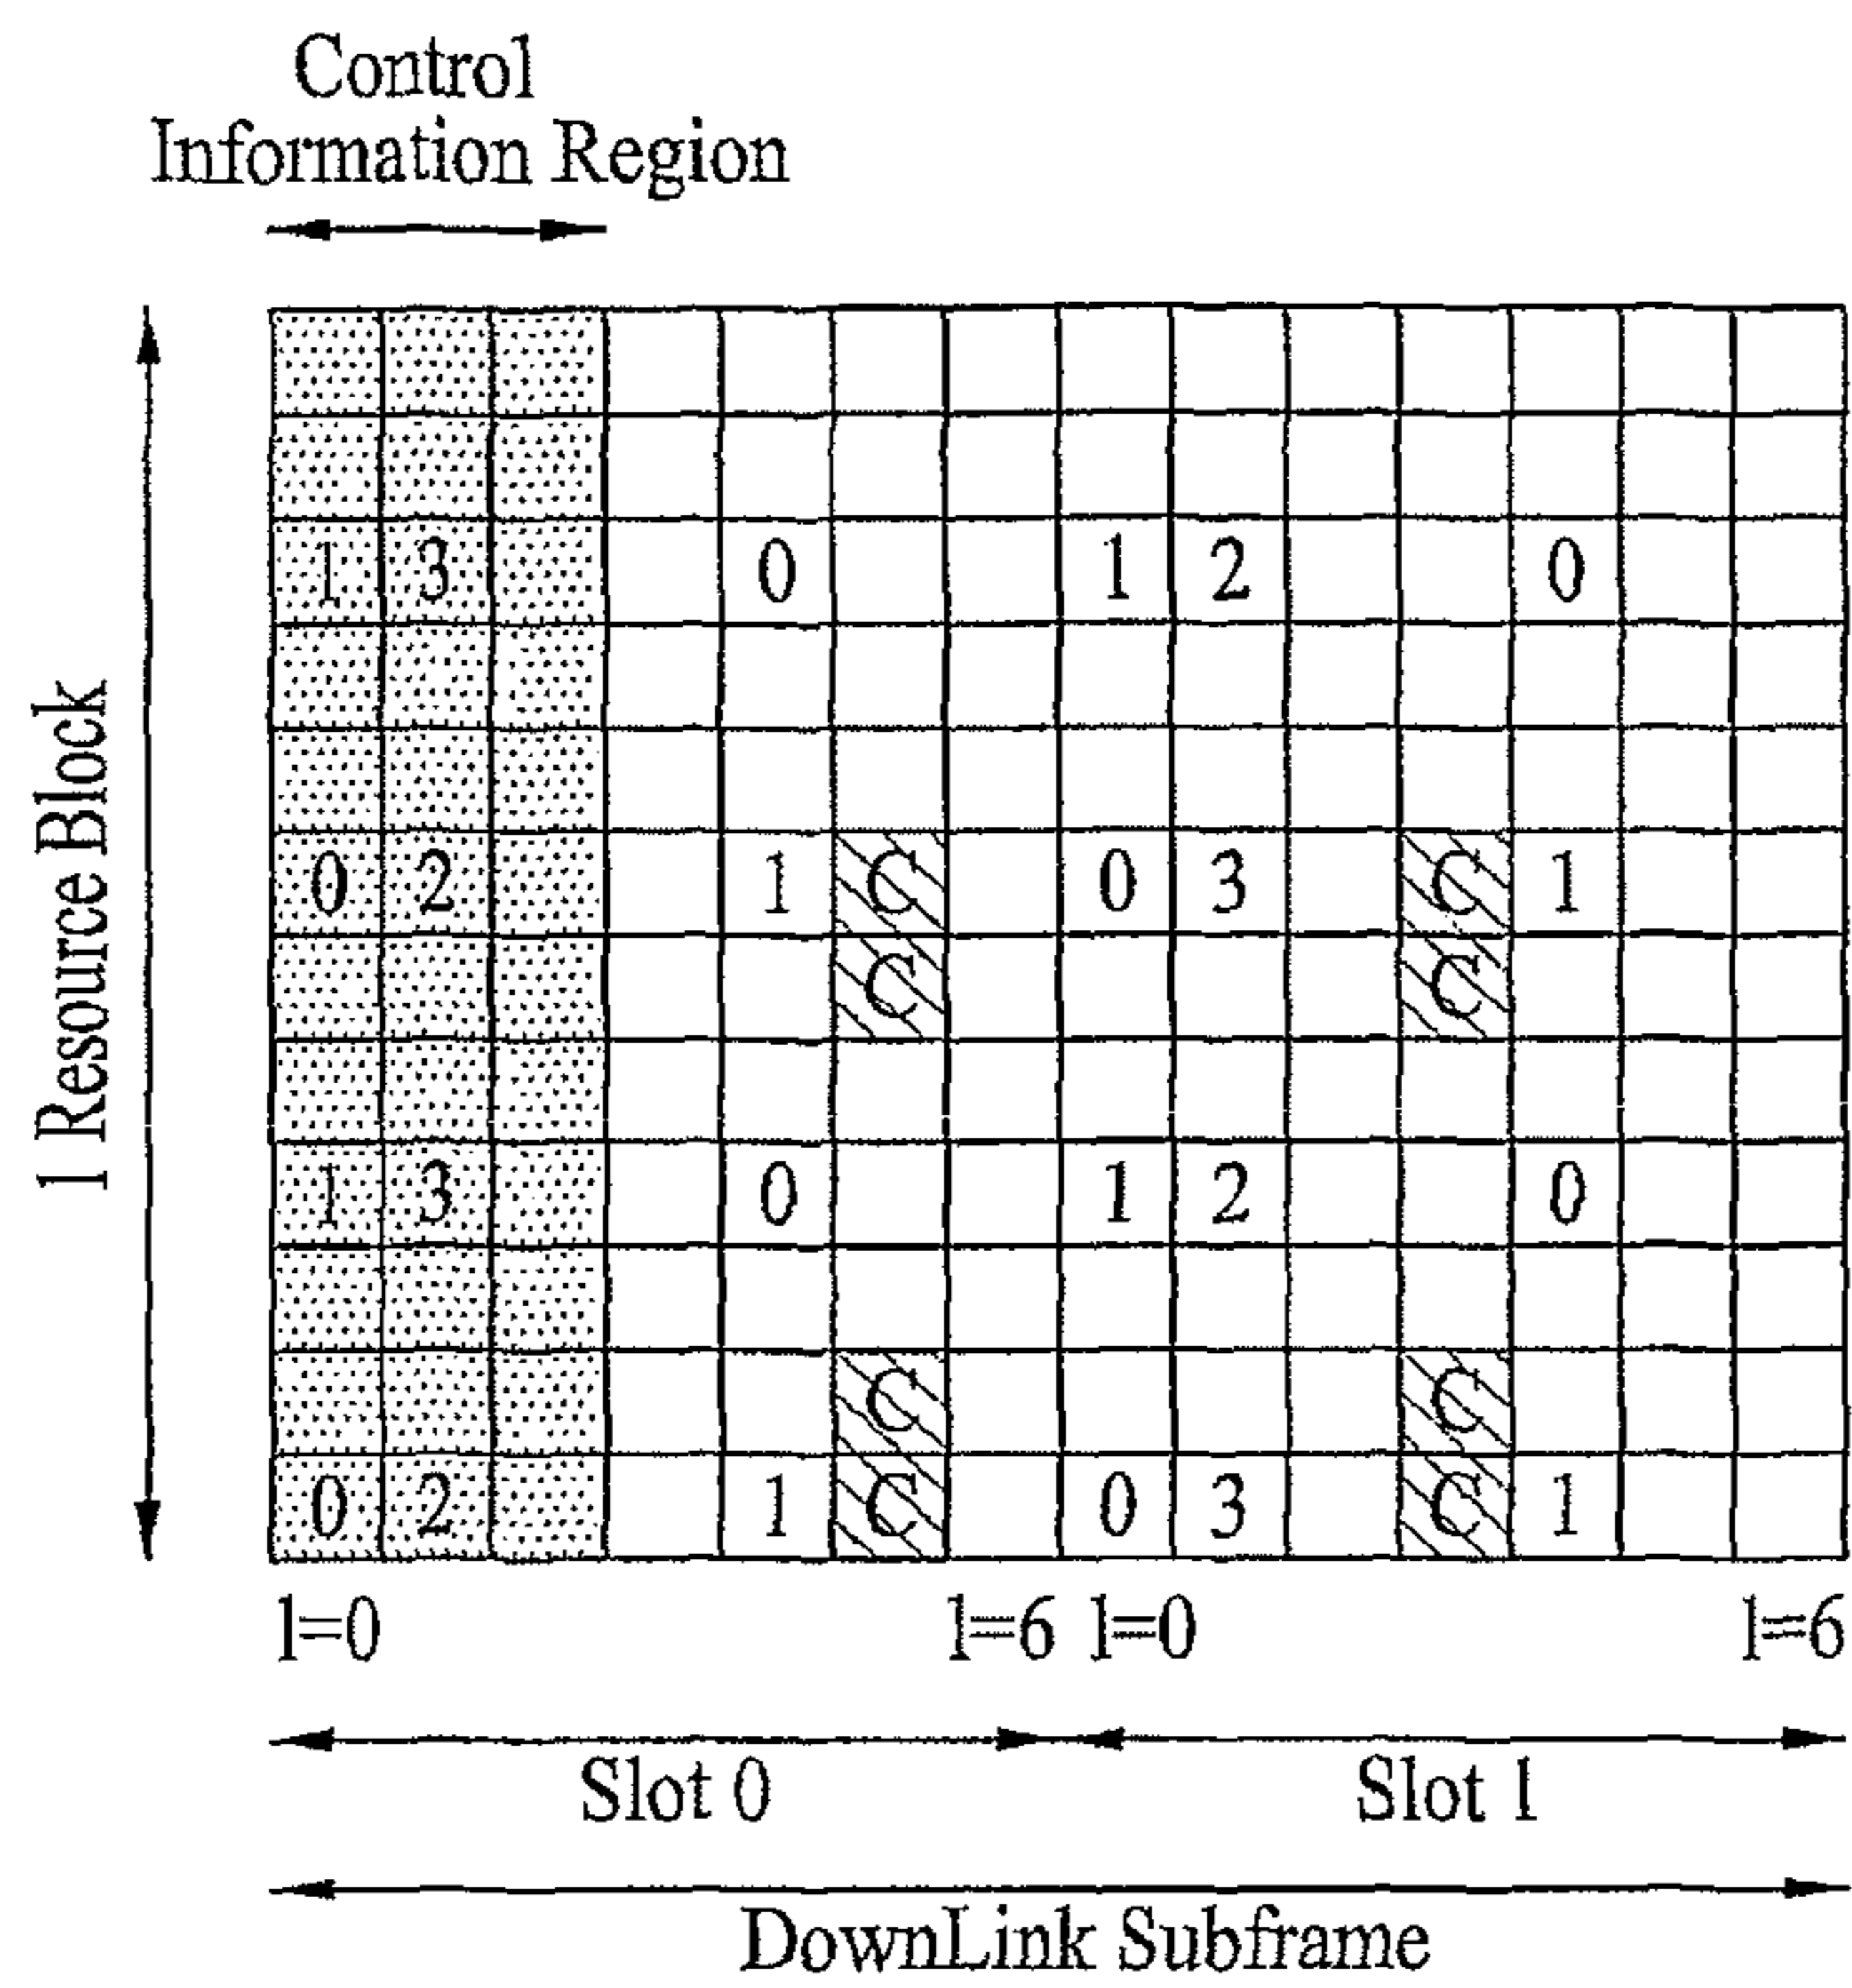 Control
Information Region
1 Resource Block
1 3 0 1 2 0
0 2 1 C 0 3 C 1
C C
1 3 0 1 2 0
C C
0 2 1 C 0 3 C 1
l=0 l=6 l=0 l=6
Slot 0 Slot 1
DownLink Subframe